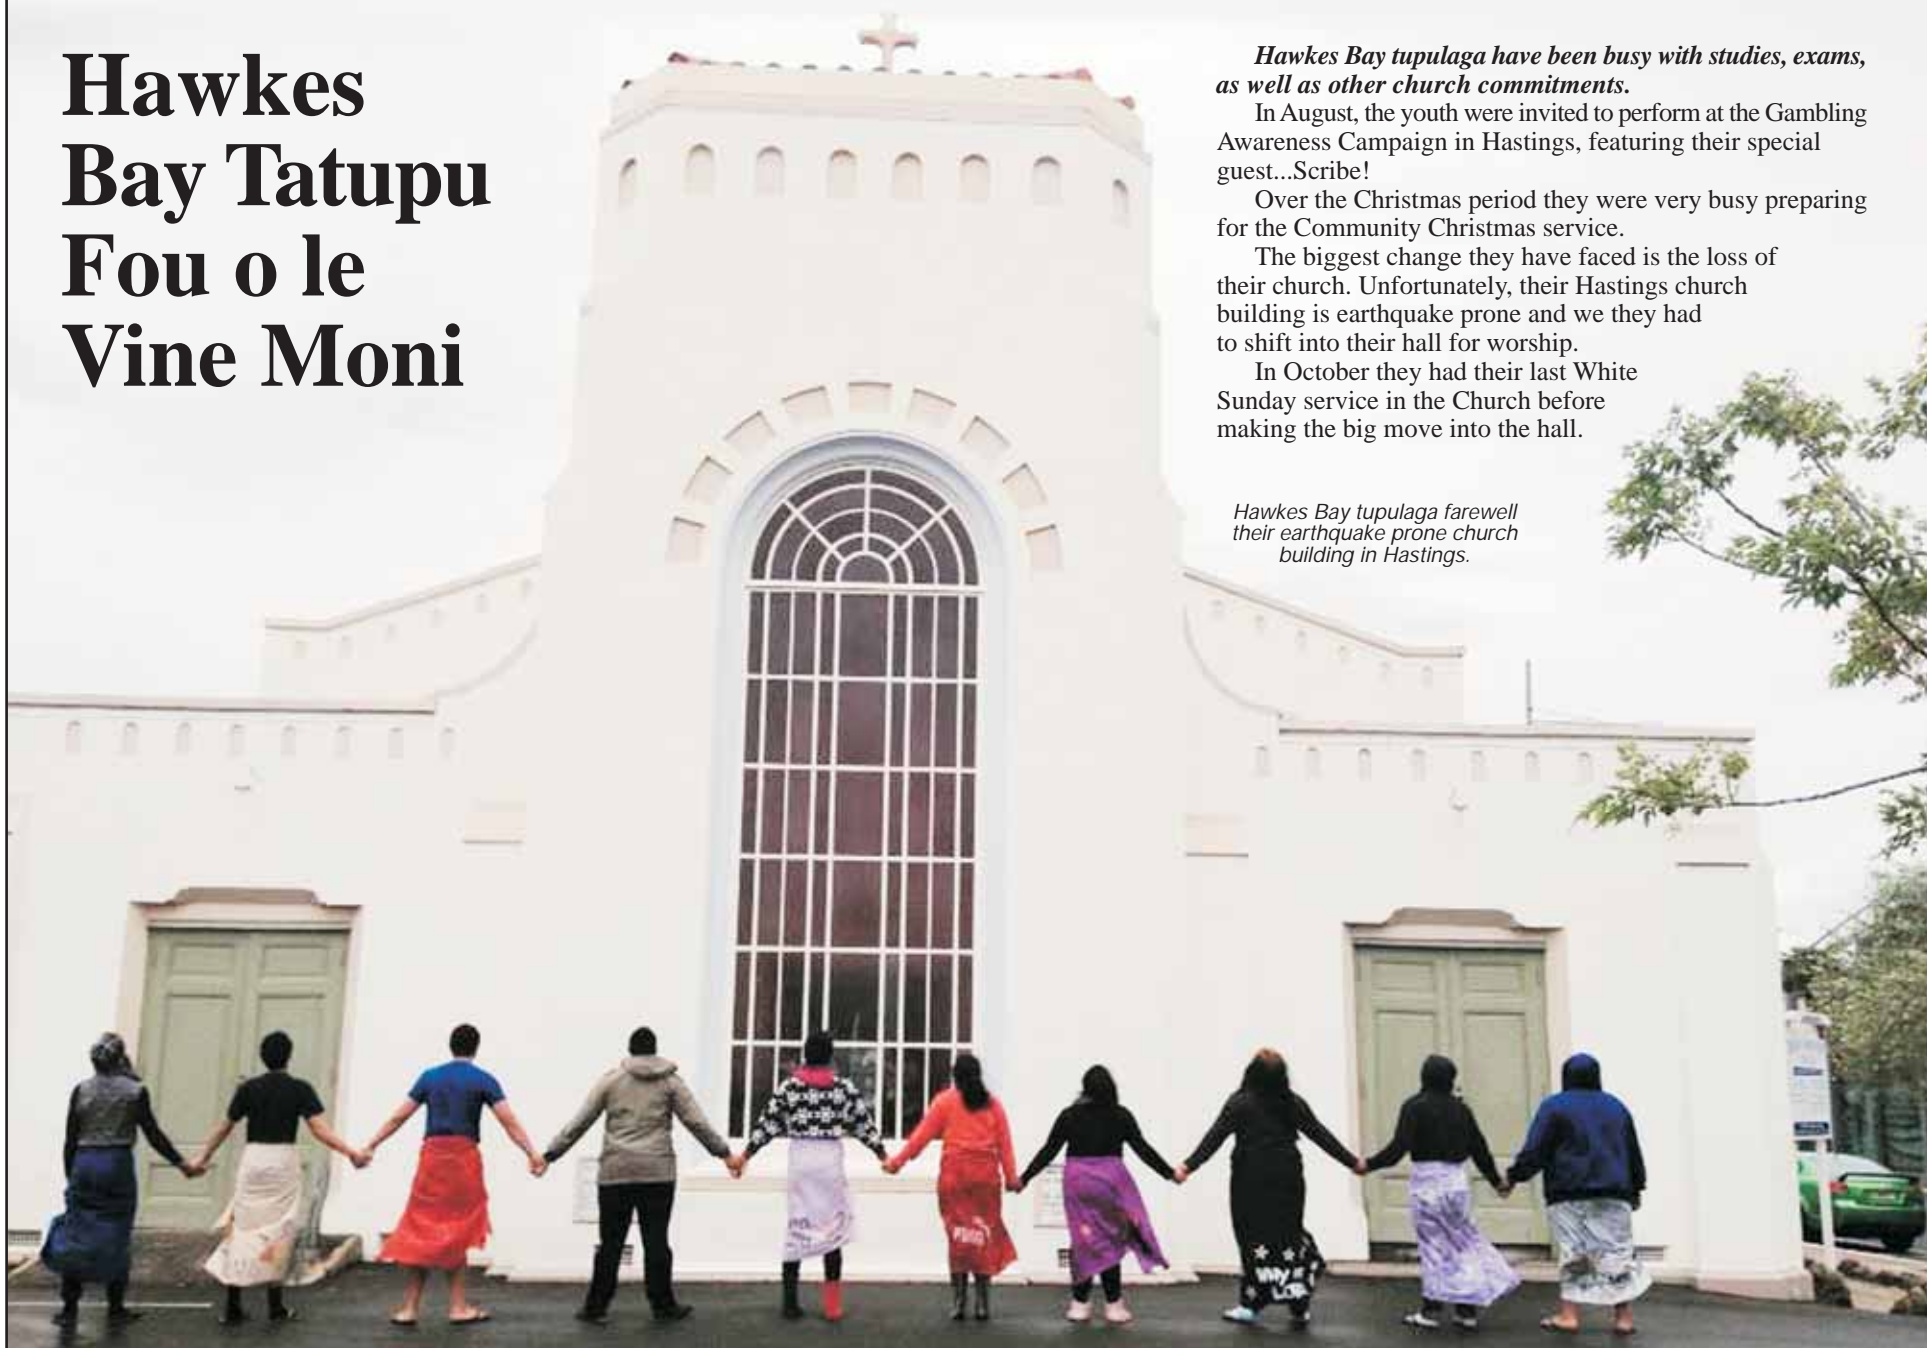 Hawkes
Bay Tatupu
Fou o le
Vine Moni
Hawkes Bay tupulaga have been busy with studies, exams,
as well as other church commitments.
In August, the youth were invited to perform at the Gambling
Awareness Campaign in Hastings, featuring their special
guest...Scribe!
Over the Christmas period they were very busy preparing
for the Community Christmas service.
The biggest change they have faced is the loss of
their church. Unfortunately, their Hastings church
building is earthquake prone and we they had
to shift into their hall for worship.
In October they had their last White
Sunday service in the Church before
making the big move into the hall.
Hawkes Bay tupulaga farewell
their earthquake prone church
building in Hastings.